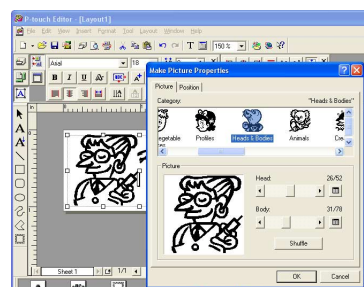 P-touch Editor - [Layout1]
File Edit View Insert Format Tool Layout Window Help
150 %
Arial
18
Make Picture Properties
Picture Position
Category: "Heads & Bodies"
Profiles Heads & Bodies Animals
Picture
Head: 26/52
Body: 31/78
Shuffle
Sheet 1
1/1
OK Cancel